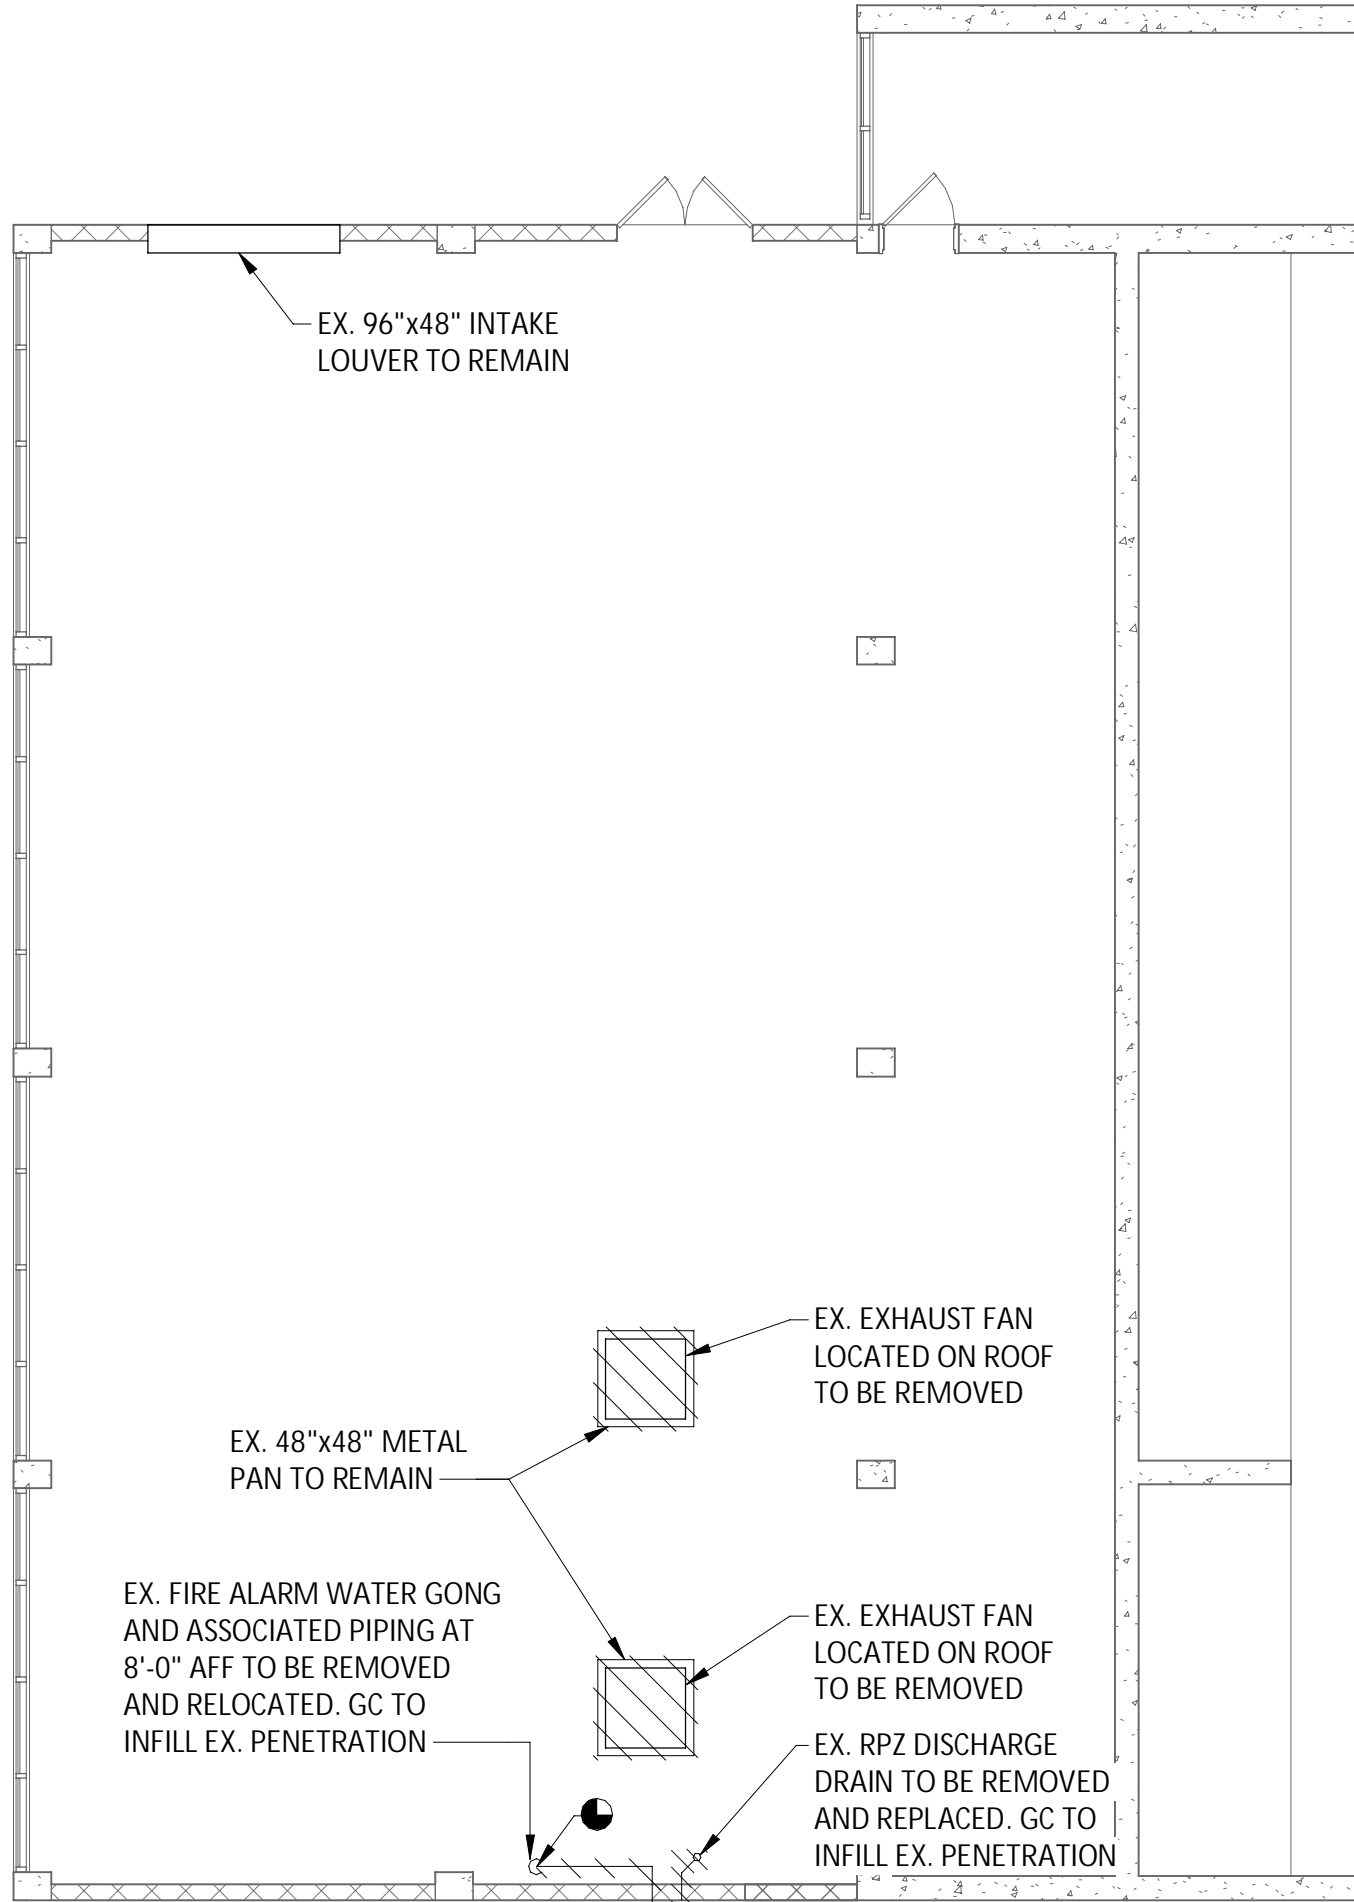 EX. 96"x48" INTAKE
LOUVER TO REMAIN
EX. EXHAUST FAN
LOCATED ON ROOF
TO BE REMOVED
EX. 48"x48" METAL
PAN TO REMAIN
EX. FIRE ALARM WATER GONG
AND ASSOCIATED PIPING AT
8'-0" AFF TO BE REMOVED
AND RELOCATED. GC TO
INFILL EX. PENETRATION
EX. EXHAUST FAN
LOCATED ON ROOF
TO BE REMOVED
EX. RPZ DISCHARGE
DRAIN TO BE REMOVED
AND REPLACED. GC TO
INFILL EX. PENETRATION